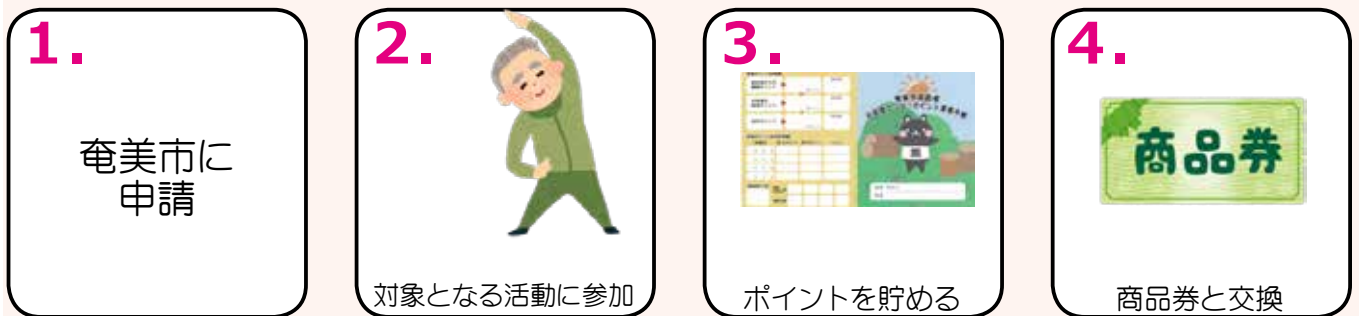 1.
奄美市に
申請
2.
対象となる活動に参加
3.
ポイントを貯める
4.
商品券
商品券と交換